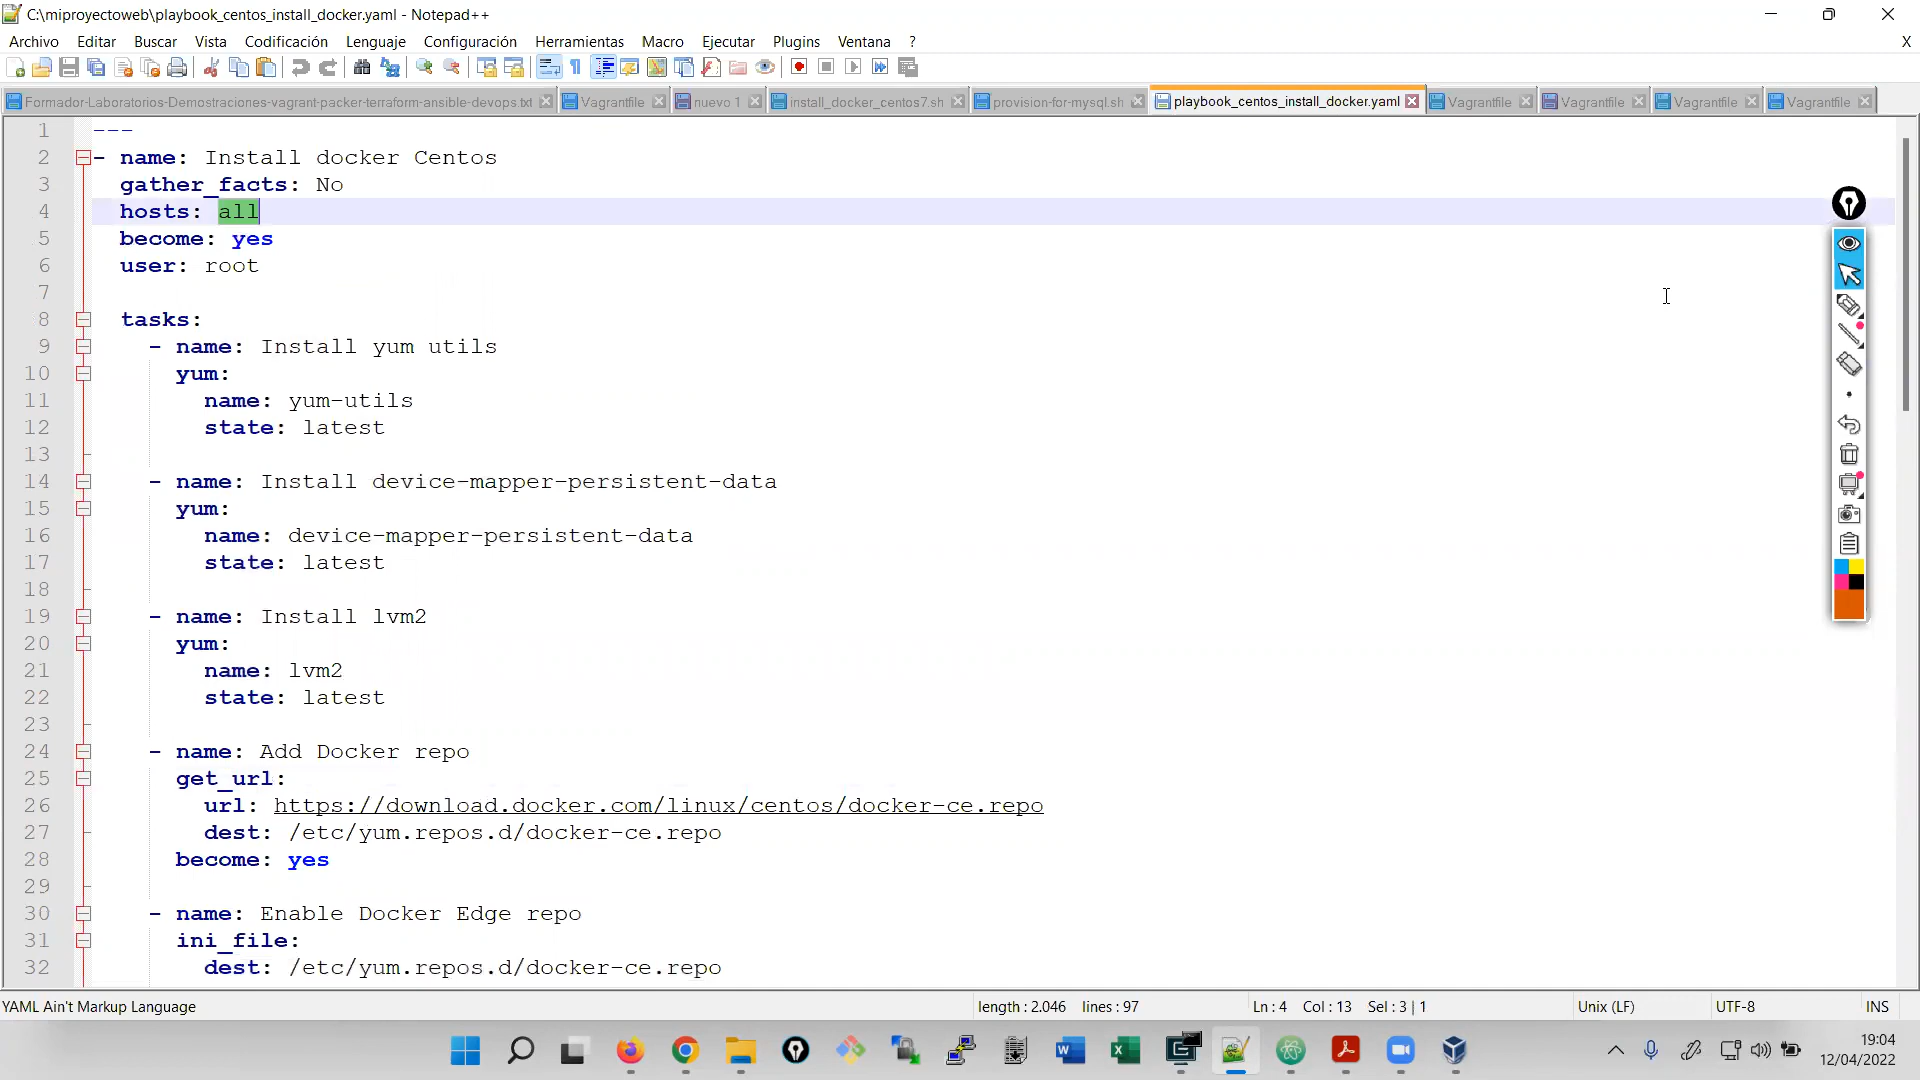 C:\miproyectoweb\playbook_centos_install_docker.yaml - Notepad++
Archivo Editar Buscar Vista Codificación Lenguaje Configuración Herramientas Macro Ejecutar Plugins Ventana ? X
Formador-Laboratorios-Demostraciones-vagrant-packer-terraform-ansible-devops.txt Vagrantfile nuevo 1 install_docker_centos7.sh provision-for-mysql.sh playbook_centos_install_docker.yaml Vagrantfile Vagrantfile Vagrantfile Vagrantfile
1 ---
2 - name: Install docker Centos
3 gather_facts: No
4 hosts: all
5 become: yes
6 user: root
7
8 tasks:
9 - name: Install yum utils
10 yum:
11 name: yum-utils
12 state: latest
13
14 - name: Install device-mapper-persistent-data
15 yum:
16 name: device-mapper-persistent-data
17 state: latest
18
19 - name: Install lvm2
20 yum:
21 name: lvm2
22 state: latest
23
24 - name: Add Docker repo
25 get_url:
26 url: https://download.docker.com/linux/centos/docker-ce.repo
27 dest: /etc/yum.repos.d/docker-ce.repo
28 become: yes
29
30 - name: Enable Docker Edge repo
31 ini_file:
32 dest: /etc/yum.repos.d/docker-ce.repo
YAML Ain't Markup Language length : 2.046 lines : 97 Ln : 4 Col : 13 Sel : 3 | 1 Unix (LF) UTF-8 INS
19:04
12/04/2022